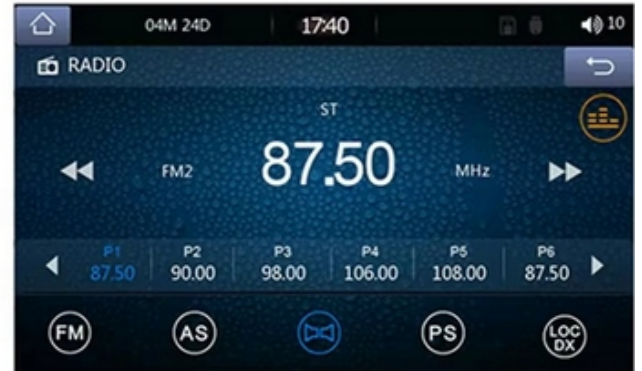 04M 24D 17:40 10
RADIO
ST
FM2 87.50 MHz
P1 P2 P3 P4 P5 P6
87.50 90.00 98.00 106.00 108.00 87.50
FM AS PS LOC
DX